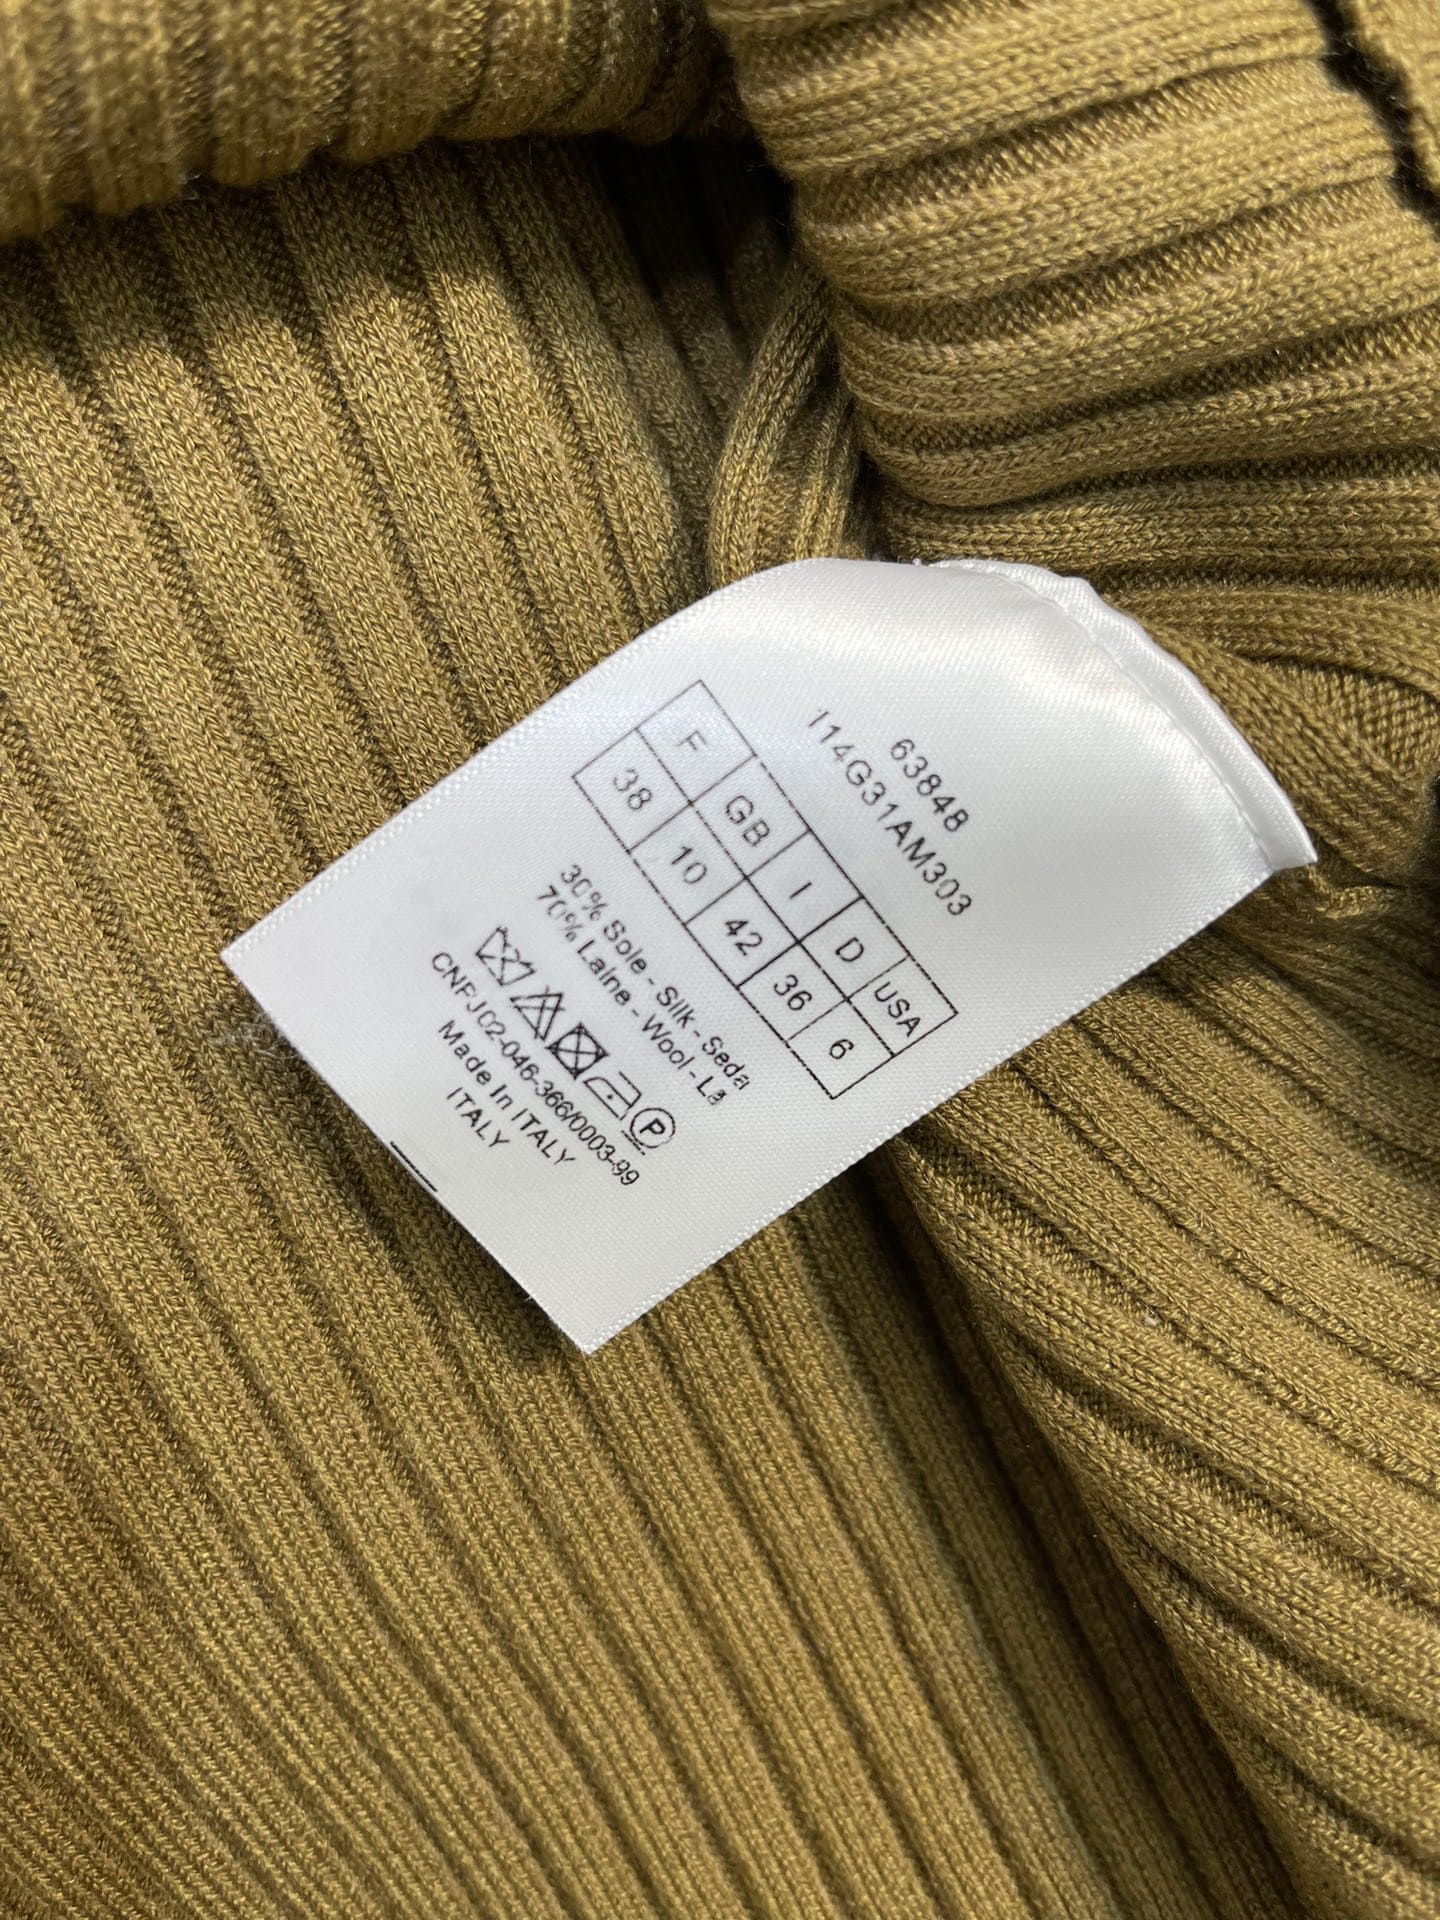 63848
114G31AM303
F GB I D USA
38 10 42 36 6
30% Soie - Silk - Seda
70% Laine - Wool - La
P
CNPJ02-046-366/0003-99
Made In ITALY
ITALY